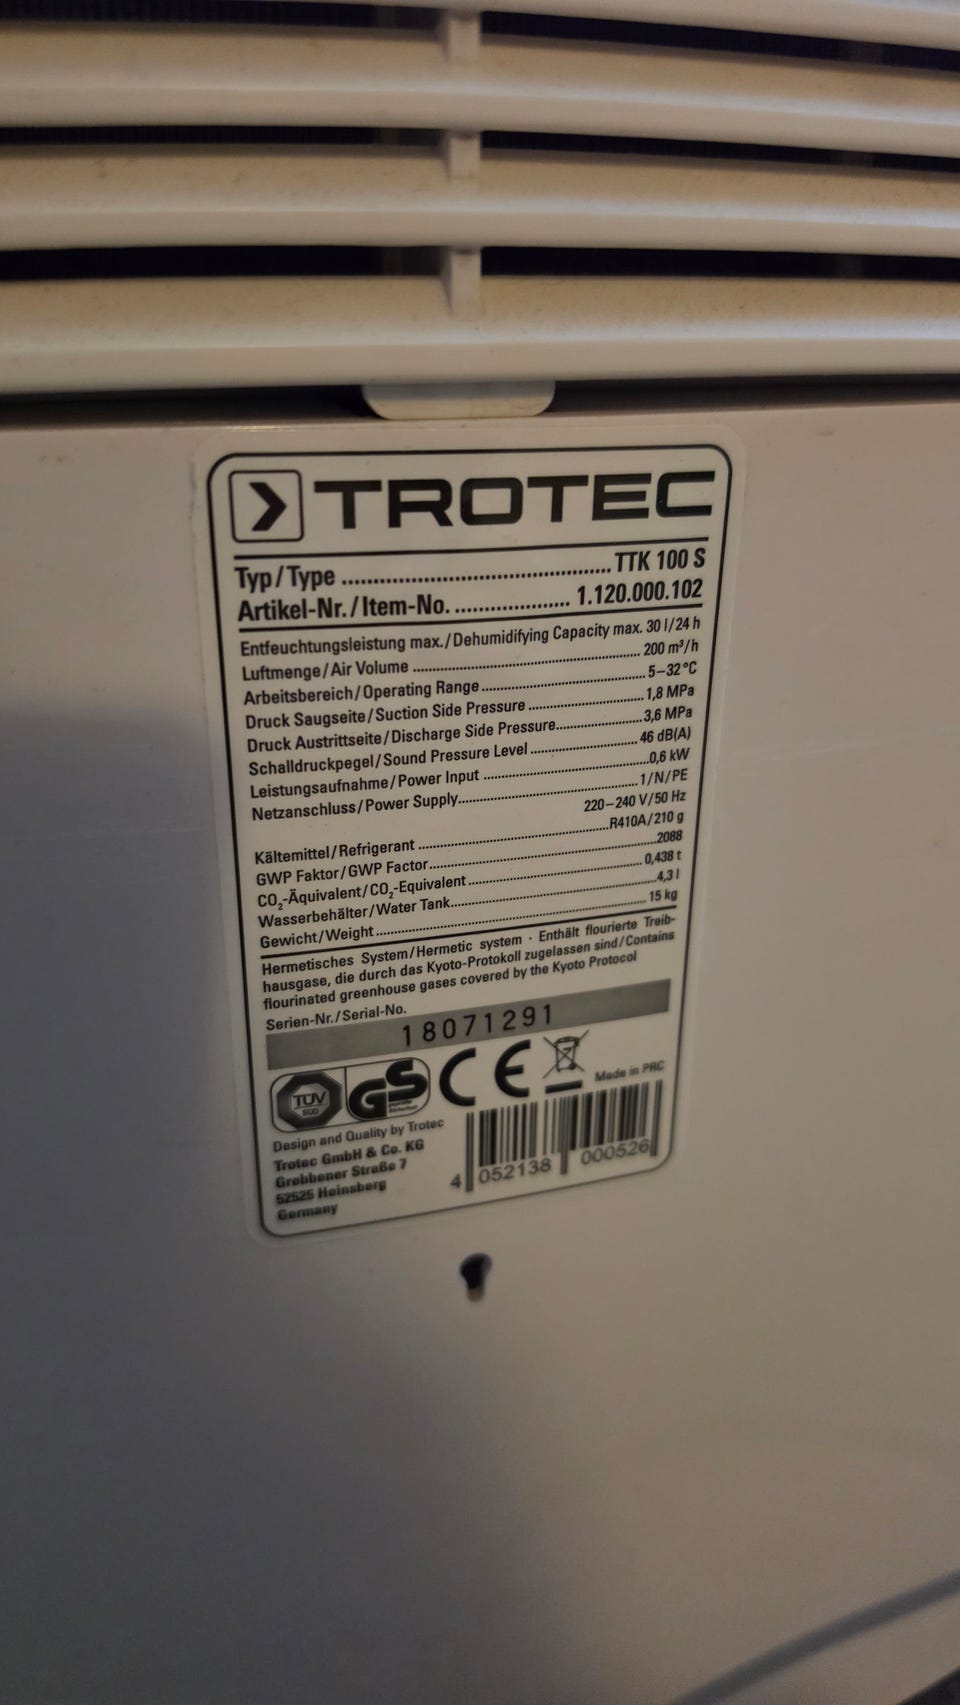 TROTEC
Typ/Type ........ TTK 100 S
Artikel-Nr./Item-No. ........ 1.120.000.102
Entfeuchtungsleistung max./Dehumidifying Capacity max. 30 l/24 h
Luftmenge/Air Volume ........ 200 m³/h
Arbeitsbereich/Operating Range ........ 5–32°C
Druck Saugseite/Suction Side Pressure ........ 1,8 MPa
Druck Austrittseite/Discharge Side Pressure ........ 3,6 MPa
Schalldruckpegel/Sound Pressure Level ........ 46 dB(A)
Leistungsaufnahme/Power Input ........ 0,6 kW
Netzanschluss/Power Supply ........ 1/N/PE
220–240 V/50 Hz
Kältemittel/Refrigerant ........ R410A/210 g
GWP Faktor/GWP Factor ........ 2088
CO₂-Äquivalent/CO₂-Equivalent ........ 0,438 t
Wasserbehälter/Water Tank ........ 4,3 l
Gewicht/Weight ........ 15 kg
Hermetisches System/Hermetic system · Enthält flourierte Treib-
hausgase, die durch das Kyoto-Protokoll zugelassen sind/Contains
flourinated greenhouse gases covered by the Kyoto Protocol
Serien-Nr./Serial-No.
18071291
TÜV
SÜD
GS
geprüfte
Sicherheit
CE
Made in PRC
Design and Quality by Trotec
Trotec GmbH & Co. KG
Grebbener Straße 7
52525 Heinsberg
Germany
4 052138 000526